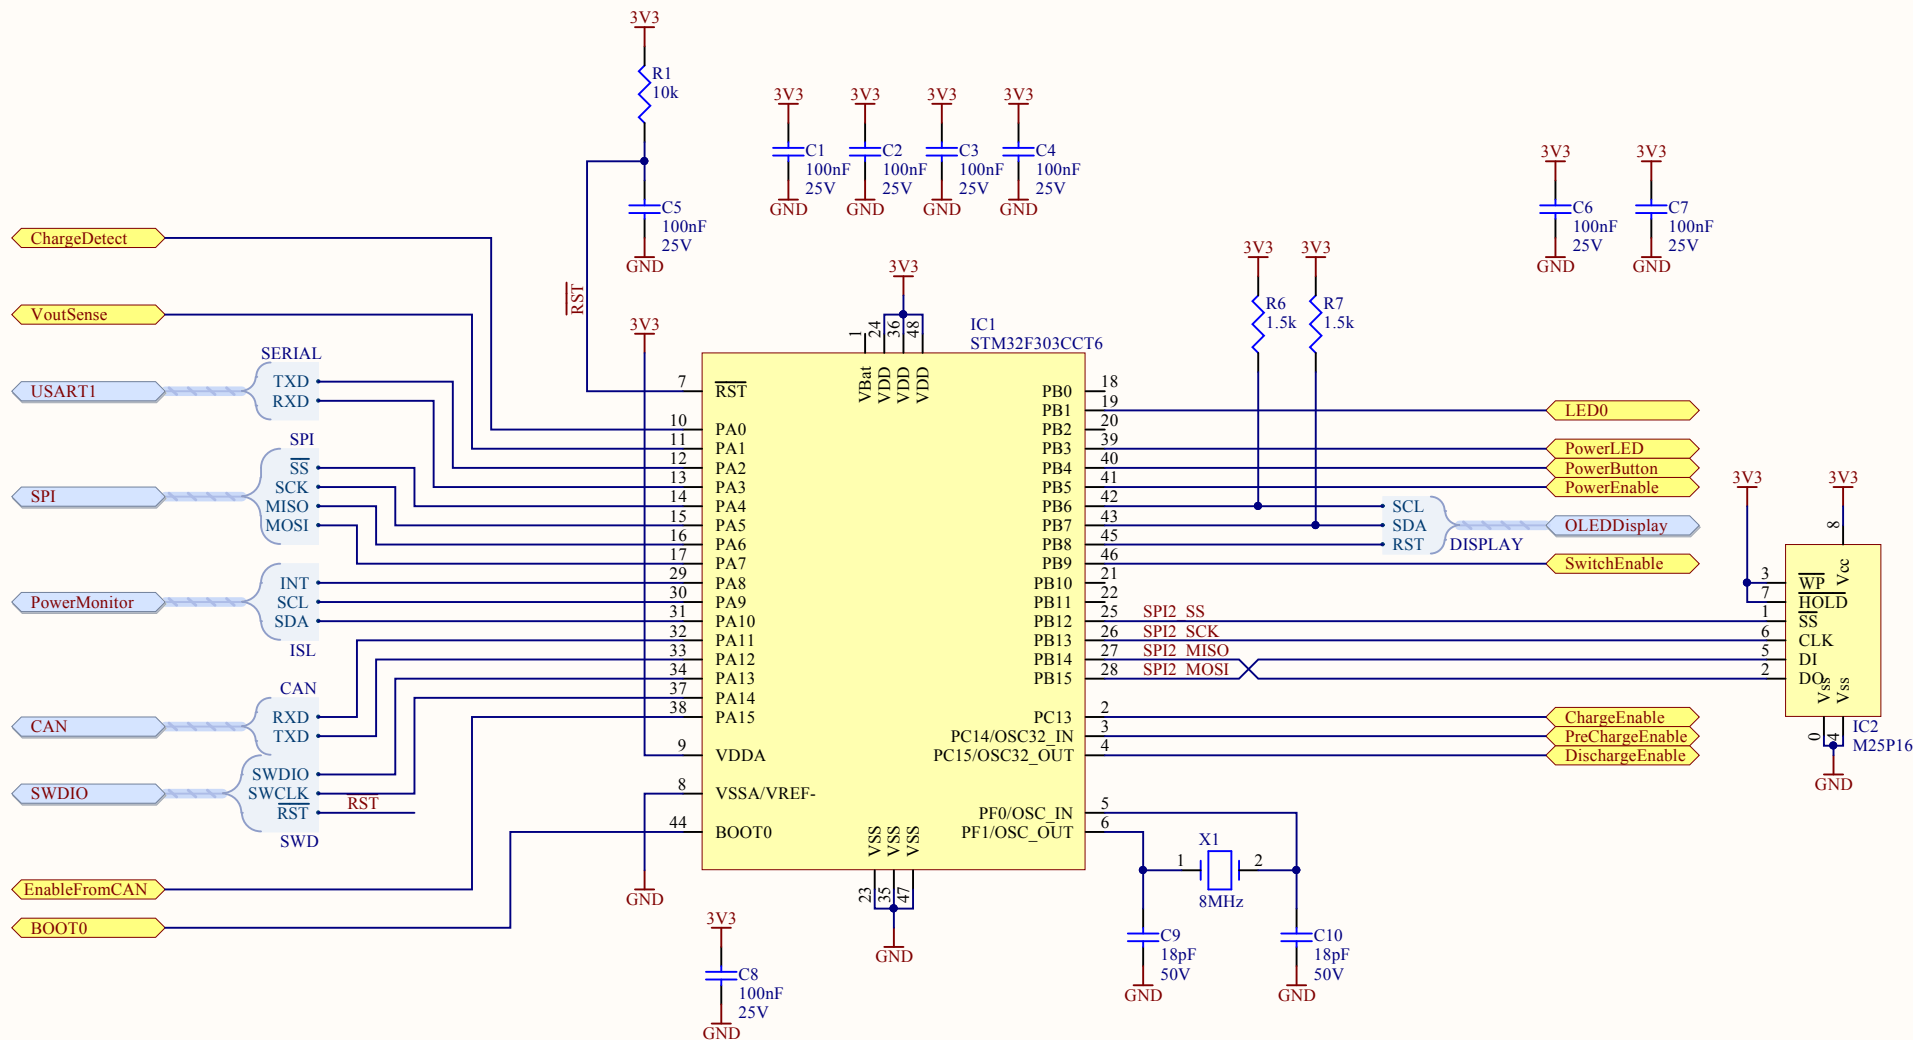 3V3
R1
10k
3V3
3V3
3V3
3V3
C1
100nF
25V
C2
100nF
25V
C3
100nF
25V
C4
100nF
25V
GND
GND
GND
GND
C5
100nF
25V
GND
3V3
3V3
C6
100nF
25V
C7
100nF
25V
GND
GND
ChargeDetect
VoutSense
RST
3V3
3V3
3V3
3V3
R6
1.5k
R7
1.5k
IC1
STM32F303CCT6
1
24
36
48
VBat
VDD
VDD
VDD
SERIAL
USART1
TXD
RXD
SPI
SPI
SS
SCK
MISO
MOSI
PowerMonitor
INT
SCL
SDA
ISL
CAN
CAN
RXD
TXD
SWDIO
SWDIO
SWCLK
RST
RST
SWD
EnableFromCAN
BOOT0
7 RST
10 PA0
11 PA1
12 PA2
13 PA3
14 PA4
15 PA5
16 PA6
17 PA7
29 PA8
30 PA9
31 PA10
32 PA11
33 PA12
34 PA13
37 PA14
38 PA15
9 VDDA
8 VSSA/VREF-
44 BOOT0
VSS
VSS
VSS
23
35
47
GND
GND
PB0 18
PB1 19
PB2 20
PB3 39
PB4 40
PB5 41
PB6 42
PB7 43
PB8 45
PB9 46
PB10 21
PB11 22
PB12 25 SPI2_SS
PB13 26 SPI2_SCK
PB14 27 SPI2_MISO
PB15 28 SPI2_MOSI
PC13 2
PC14/OSC32_IN 3
PC15/OSC32_OUT 4
PF0/OSC_IN 5
PF1/OSC_OUT 6
LED0
PowerLED
PowerButton
PowerEnable
SCL
SDA
RST
DISPLAY
OLEDDisplay
SwitchEnable
ChargeEnable
PreChargeEnable
DischargeEnable
3V3
3V3
8
Vcc
3 WP
7 HOLD
1 SS
6 CLK
5 DI
2 DO
Vss
Vss
0
4
IC2
M25P16
GND
X1
1
2
8MHz
C9
18pF
50V
GND
C10
18pF
50V
GND
3V3
C8
100nF
25V
GND